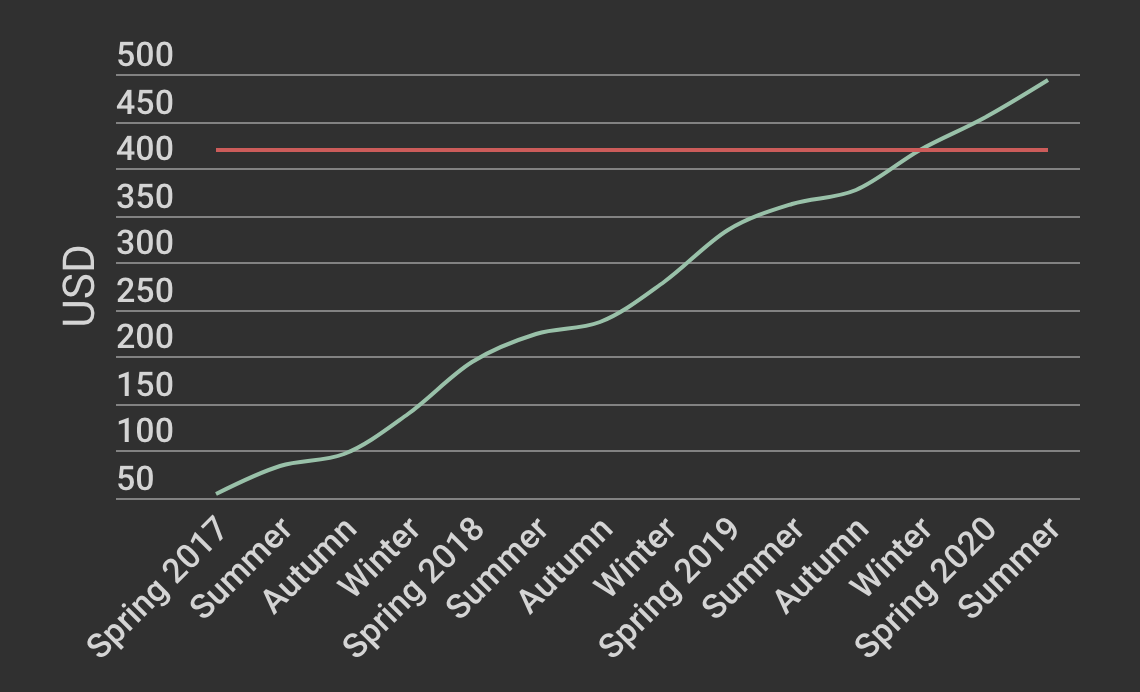 500
450
400
350
300
250
200
150
100
50
USD
Spring 2017
Summer
Autumn
Winter
Spring 2018
Summer
Autumn
Winter
Spring 2019
Summer
Autumn
Winter
Spring 2020
Summer